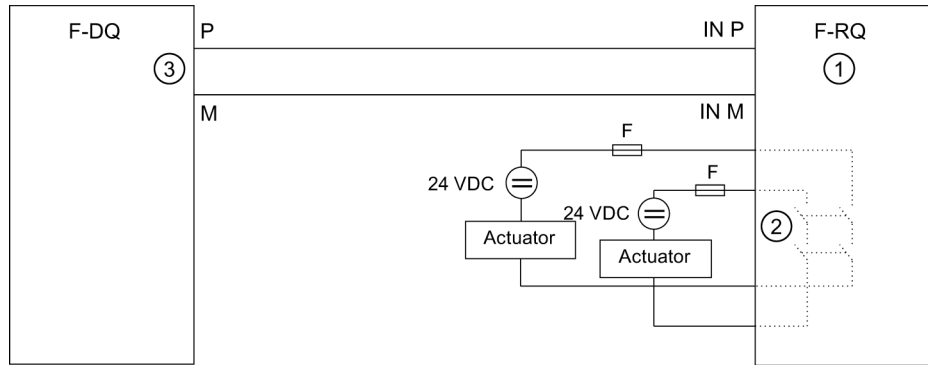 F-DQ
P
IN P
F-RQ
③
①
M
IN M
F
F
24 VDC
24 VDC
②
Actuator
Actuator